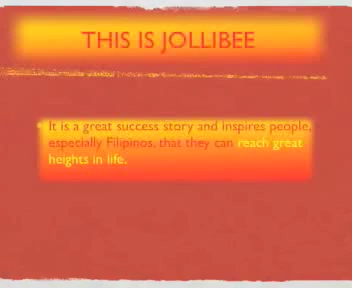 THIS IS JOLLIBEE
• It is a great success story and inspires people,
especially Filipinos, that they can reach great
heights in life.